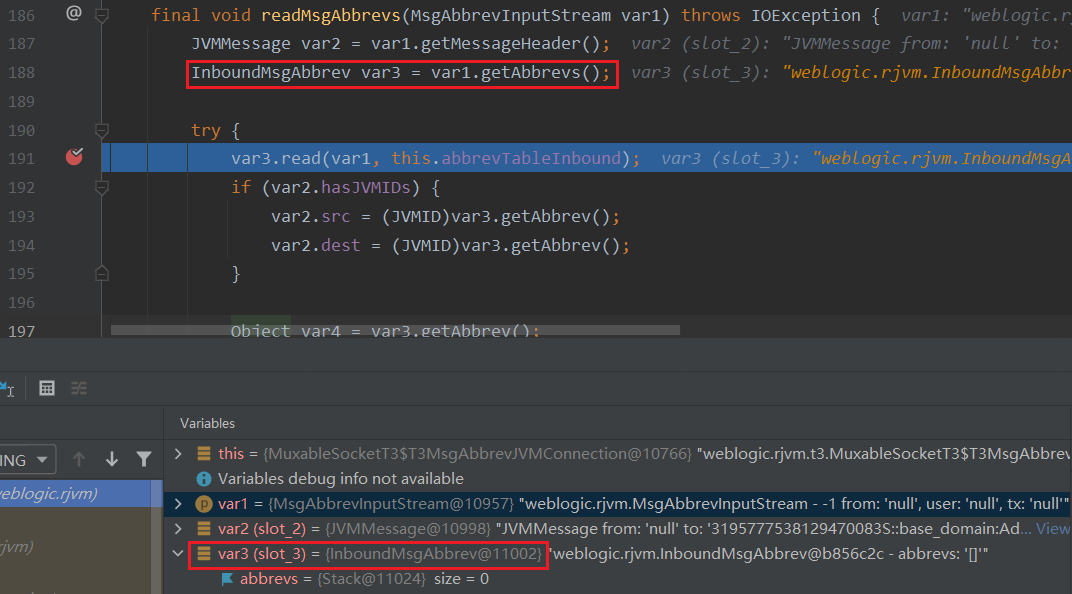 186 @ final void readMsgAbbrevs(MsgAbbrevInputStream var1) throws IOException { var1: "weblogic.rj
187 JVMMessage var2 = var1.getMessageHeader(); var2 (slot_2): "JVMMessage from: 'null' to:
188 InboundMsgAbbrev var3 = var1.getAbbrevs(); var3 (slot_3): "weblogic.rjvm.InboundMsgAbbr
189
190 try {
191 var3.read(var1, this.abbrevTableInbound); var3 (slot_3): "weblogic.rjvm.InboundMsgA
192 if (var2.hasJVMIDs) {
193 var2.src = (JVMID)var3.getAbbrev();
194 var2.dest = (JVMID)var3.getAbbrev();
195 }
196
197 Object var4 = var3.getAbbrev();
Variables
ING
this = {MuxableSocketT3$T3MsgAbbrevJVMConnection@10766} "weblogic.rjvm.t3.MuxableSocketT3$T3MsgAbbrev
Variables debug info not available
weblogic.rjvm)
var1 = {MsgAbbrevInputStream@10957} "weblogic.rjvm.MsgAbbrevInputStream - -1 from: 'null', user: 'null', tx: 'null'"
var2 (slot_2) = {JVMMessage@10998} "JVMMessage from: 'null' to: '3195777538129470083S::base_domain:Ad... View
rjvm)
var3 (slot_3) = {InboundMsgAbbrev@11002} "weblogic.rjvm.InboundMsgAbbrev@b856c2c - abbrevs: '[]'"
abbrevs = {Stack@11024} size = 0